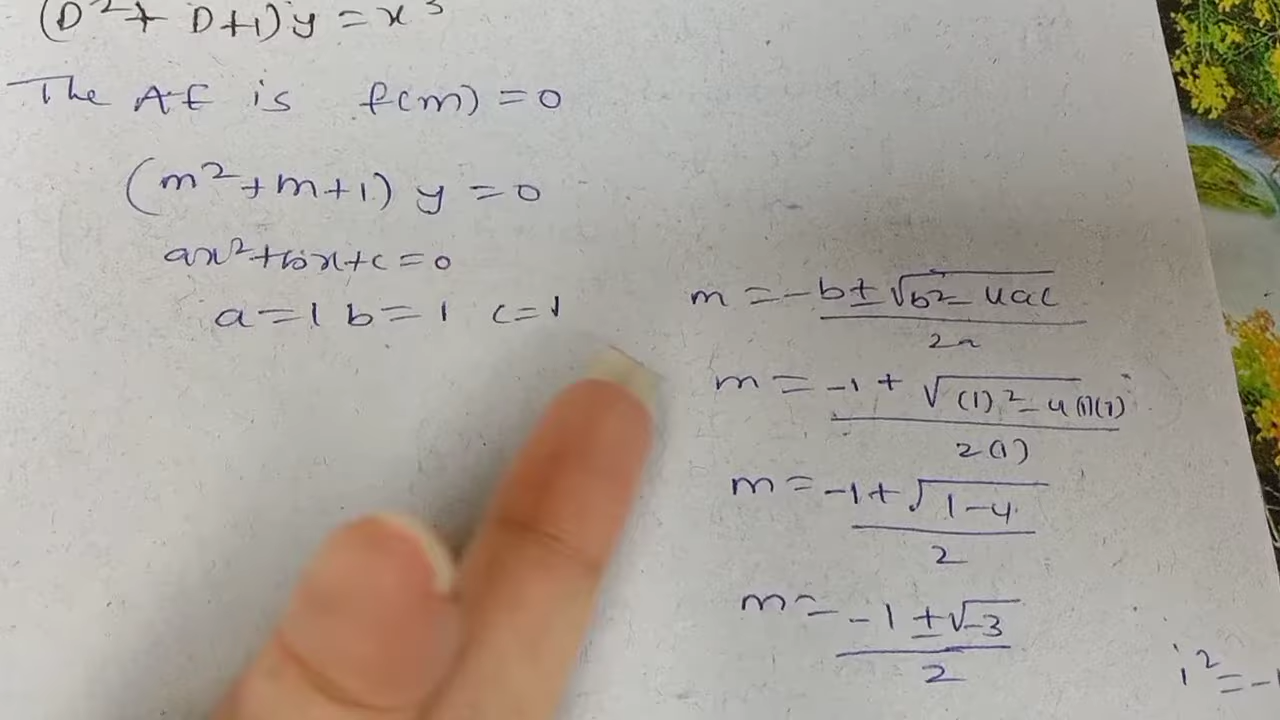 (D² + D+1)y = x³
The AE is f(m) = 0
(m²+m+1) y = 0
ax²+bx+c=0
a=1 b=1 c=1
m = -b±√b²-4ac / 2a
m = -1 + √(1)²-4(1)(1) / 2(1)
m = -1+√1-4 / 2
m = -1±√-3 / 2
i² = -1